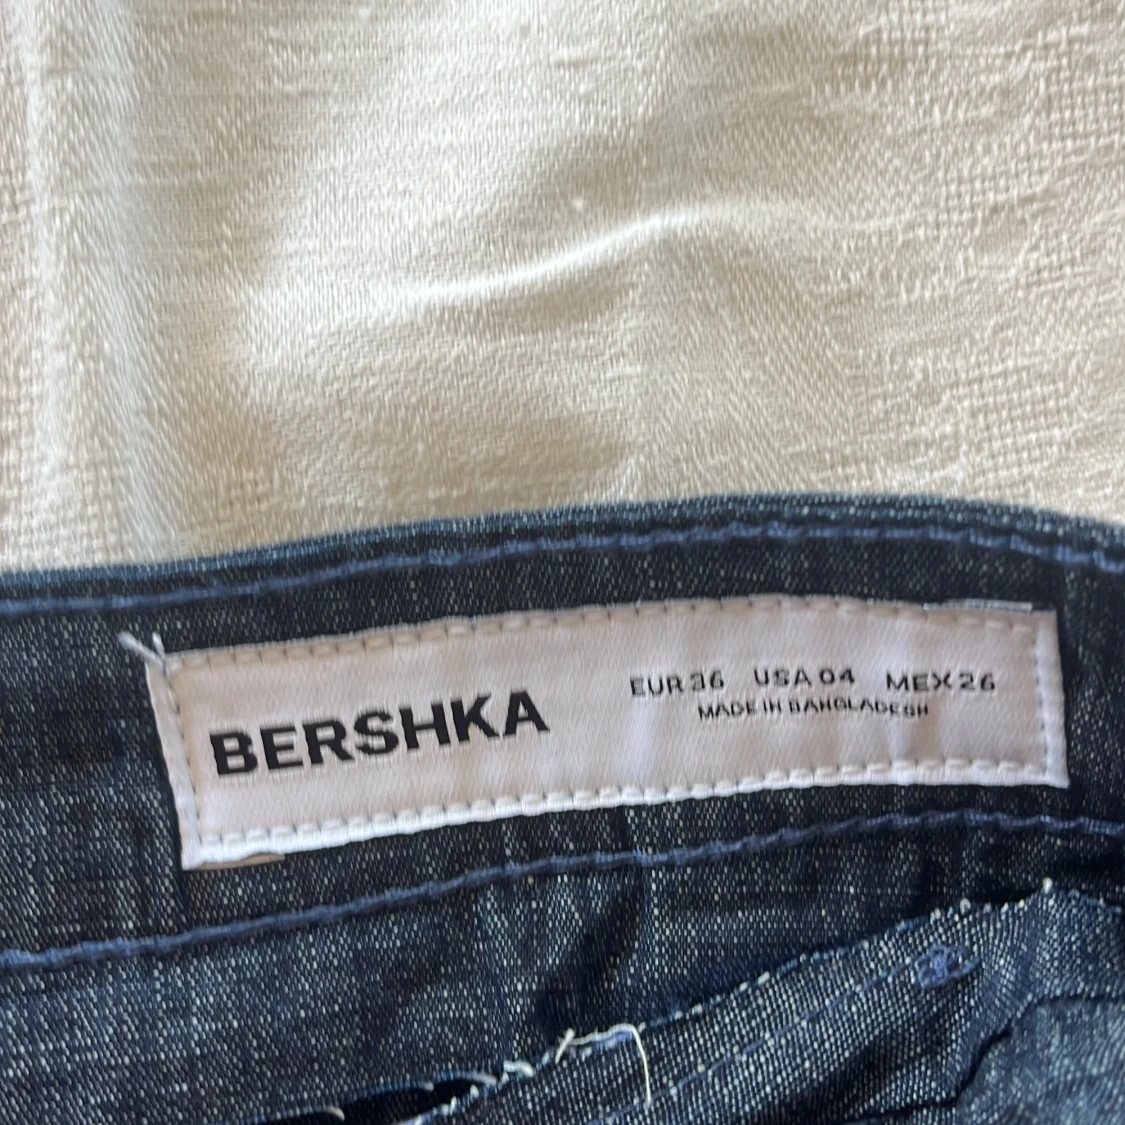 BERSHKA
EUR 36 USA 04 MEX 26
MADE IN BANGLADESH